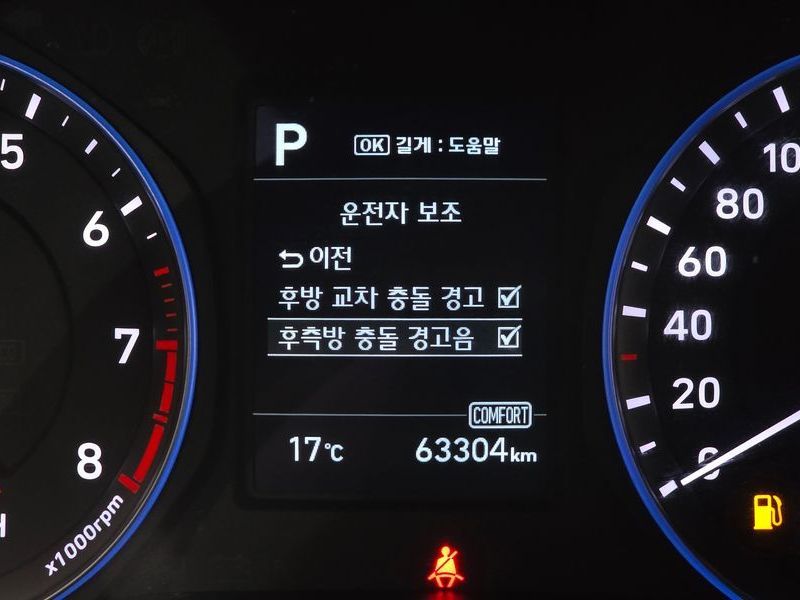 P
OK 길게 : 도움말
운전자 보조
이전
후방 교차 충돌 경고
후측방 충돌 경고음
COMFORT
17℃ 63304km
5
6
7
8
x1000rpm
80
60
40
20
0